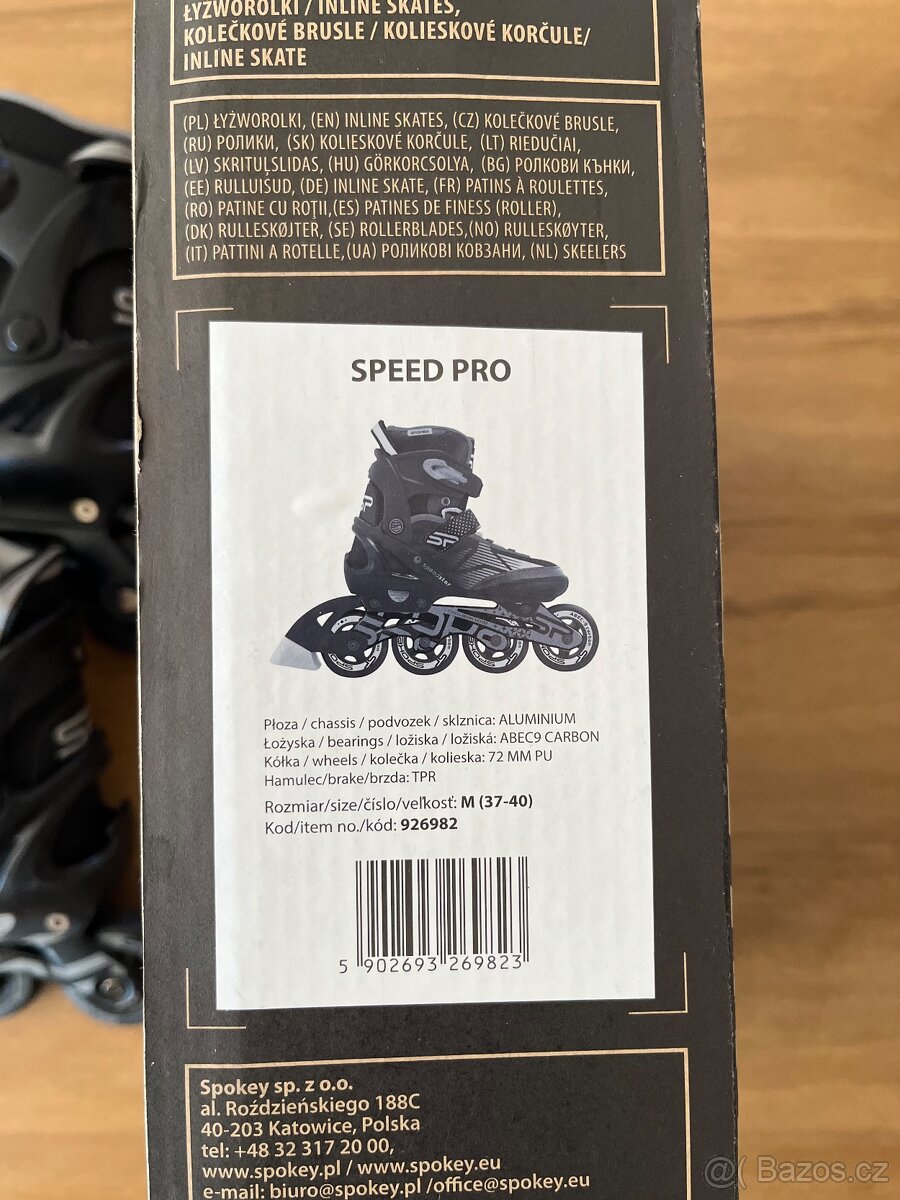 ŁYŻWOROLKI / INLINE SKATES,
KOLEČKOVÉ BRUSLE / KOLIESKOVÉ KORČULE/
INLINE SKATE
(PL) ŁYŻWOROLKI, (EN) INLINE SKATES, (CZ) KOLEČKOVÉ BRUSLE,
(RU) РОЛИКИ, (SK) KOLIESKOVÉ KORČULE, (LT) RIEDUČIAI,
(LV) SKRITUĻSLIDAS, (HU) GÖRKORCSOLYA, (BG) РОЛКОВИ КЪНКИ,
(EE) RULLUISUD, (DE) INLINE SKATE, (FR) PATINS À ROULETTES,
(RO) PATINE CU ROȚII,(ES) PATINES DE FINESS (ROLLER),
(DK) RULLESKØJTER, (SE) ROLLERBLADES,(NO) RULLESKØYTER,
(IT) PATTINI A ROTELLE,(UA) РОЛИКОВІ КОВЗАНИ, (NL) SKEELERS
SPEED PRO
Płoza / chassis / podvozek / sklznica: ALUMINIUM
Łożyska / bearings / ložiska / ložiská: ABEC9 CARBON
Kółka / wheels / kolečka / kolieska: 72 MM PU
Hamulec/brake/brzda: TPR
Rozmiar/size/číslo/veľkosť: M (37-40)
Kod/item no./kód: 926982
5 902693 269823
Spokey sp. z o.o.
al. Roździeńskiego 188C
40-203 Katowice, Polska
tel: +48 32 317 20 00,
www.spokey.pl / www.spokey.eu
e-mail: biuro@spokey.pl /office@spokey.eu
@( Bazos.cz